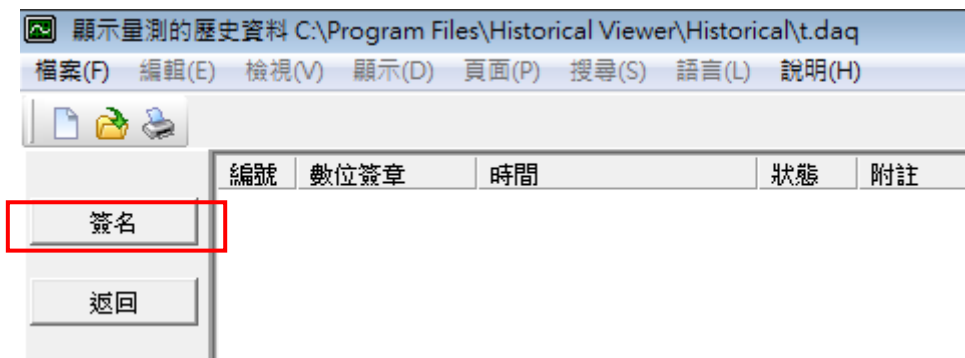 顯示量測的歷史資料 C:\Program Files\Historical Viewer\Historical\t.daq
檔案(F) 編輯(E) 檢視(V) 顯示(D) 頁面(P) 搜尋(S) 語言(L) 說明(H)
編號 數位簽章 時間 狀態 附註
簽名
返回